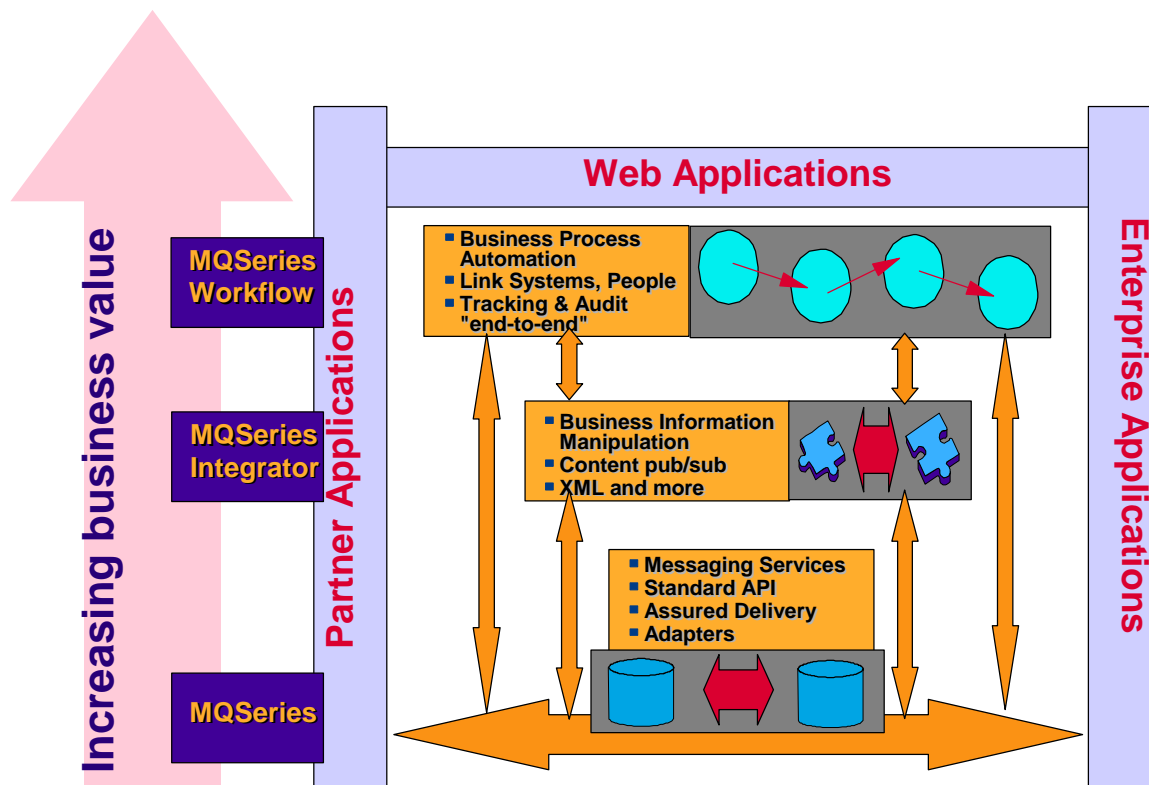 Web Applications
Increasing business value
Partner Applications
Enterprise Applications
MQSeries
Workflow
Business Process
Automation
Link Systems, People
Tracking & Audit
"end-to-end"
MQSeries
Integrator
Business Information
Manipulation
Content pub/sub
XML and more
Messaging Services
Standard API
Assured Delivery
Adapters
MQSeries